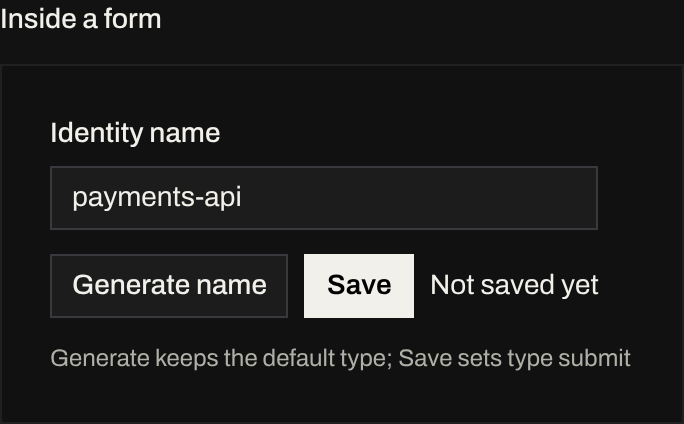 Inside a form
Identity name
payments-api
Generate name Save Not saved yet
Generate keeps the default type; Save sets type submit